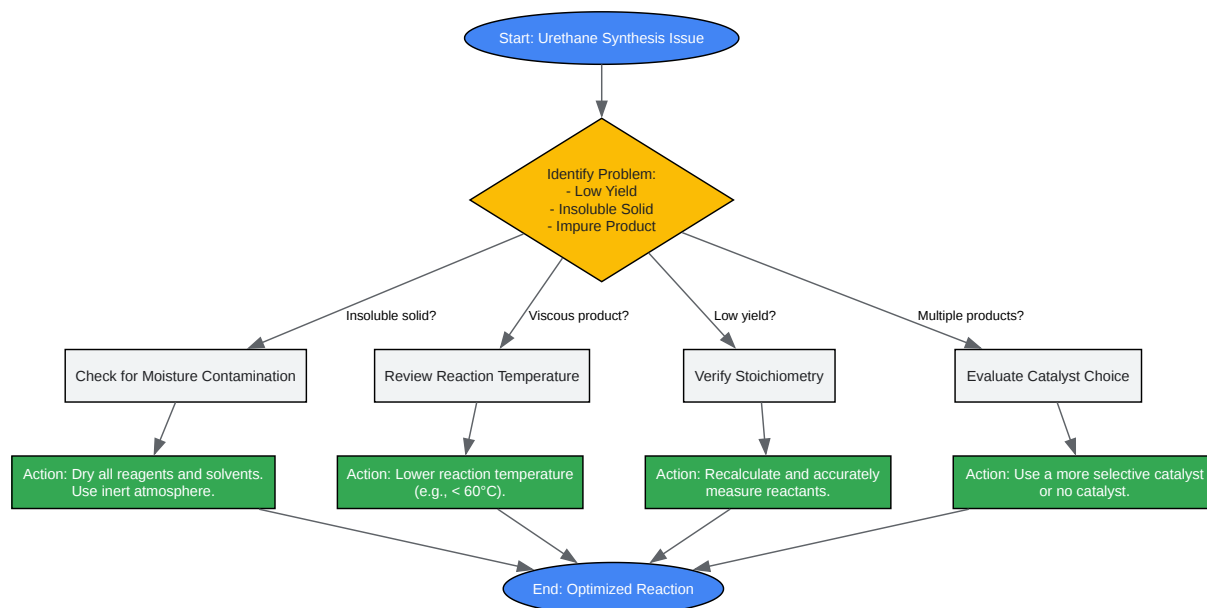 Start: Urethane Synthesis Issue
Identify Problem:
- Low Yield
- Insoluble Solid
- Impure Product
Insoluble solid?
Viscous product?
Low yield?
Multiple products?
Check for Moisture Contamination
Review Reaction Temperature
Verify Stoichiometry
Evaluate Catalyst Choice
Action: Dry all reagents and solvents.
Use inert atmosphere.
Action: Lower reaction temperature
(e.g., < 60°C).
Action: Recalculate and accurately
measure reactants.
Action: Use a more selective catalyst
or no catalyst.
End: Optimized Reaction